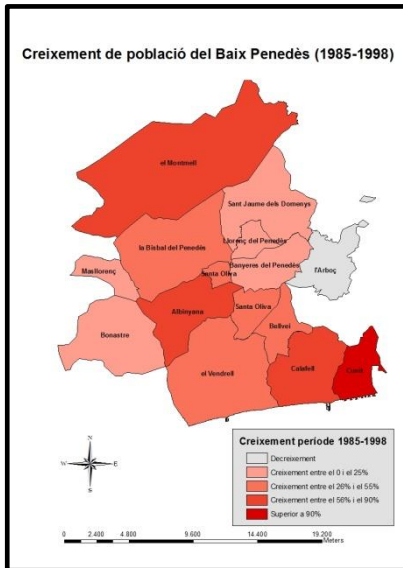 Creixement de població del Baix Penedès (1985-1998)
el Montmell
Sant Jaume dels Domenys
la Bisbal del Penedès
Llorenç del Penedès
Banyeres del Penedès
l'Arboç
Masllorenç
Santa Oliva
Albinyana
Santa Oliva
Bellvei
Bonastre
el Vendrell
Calafell
Cunit
N
W
E
S
Creixement període 1985-1998
Decreixement
Creixement entre el 0 i el 25%
Creixement entre el 26% i el 55%
Creixement entre el 56% i el 90%
Superior a 90%
0 2.400 4.800 9.600 14.400 19.200
Meters